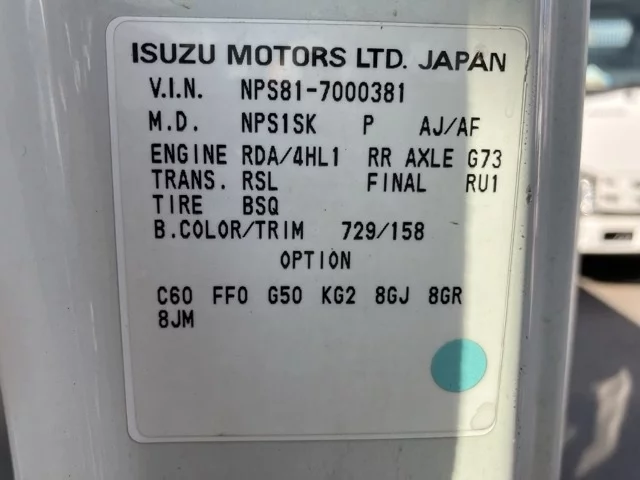 ISUZU MOTORS LTD. JAPAN
V.I.N. NPS81-7000381
M.D. NPS1SK P AJ/AF
ENGINE RDA/4HL1 RR AXLE G73
TRANS. RSL FINAL RU1
TIRE BSQ
B.COLOR/TRIM 729/158
OPTION
C60 FF0 G50 KG2 8GJ 8GR
8JM